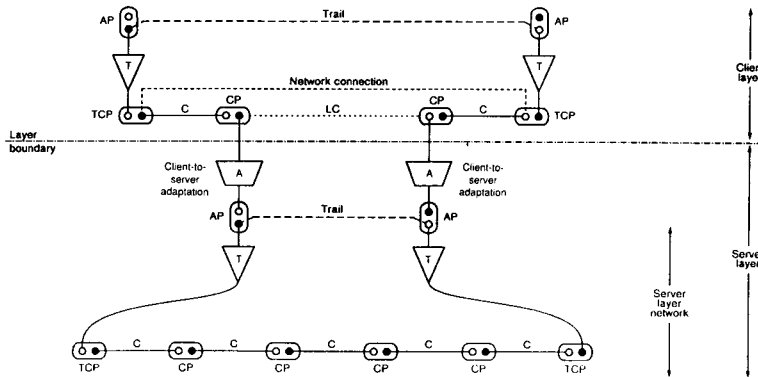 AP
Trail
AP
T
T
Client
layer
Network connection
TCP
C
CP
LC
CP
C
TCP
Layer
boundary
Client-to-
server
adaptation
A
A
Client-to-
server
adaptation
AP
Trail
AP
T
T
Server
layer
network
Server
layer
C
C
C
C
C
TCP
CP
CP
CP
CP
TCP